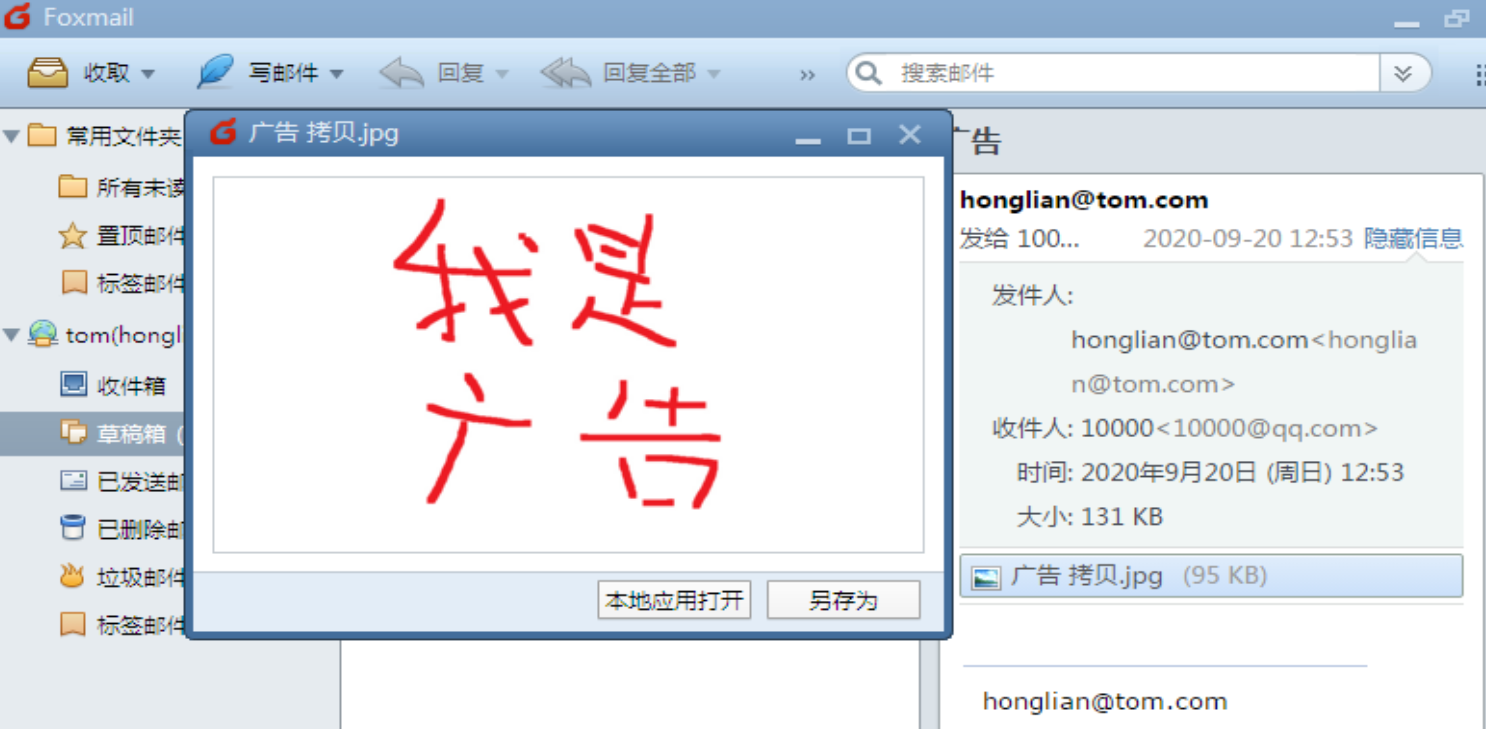 Foxmail
收取
写邮件
回复
回复全部
»
搜索邮件
常用文件夹
所有未读
置顶邮件
标签邮件
tom(hongli
收件箱
草稿箱 (
已发送邮
已删除邮
垃圾邮件
标签邮件
广告 拷贝.jpg
我是
广告
本地应用打开
另存为
广告
honglian@tom.com
发给 100... 2020-09-20 12:53 隐藏信息
发件人:
honglian@tom.com<honglia
n@tom.com>
收件人: 10000<10000@qq.com>
时间: 2020年9月20日 (周日) 12:53
大小: 131 KB
广告 拷贝.jpg (95 KB)
honglian@tom.com